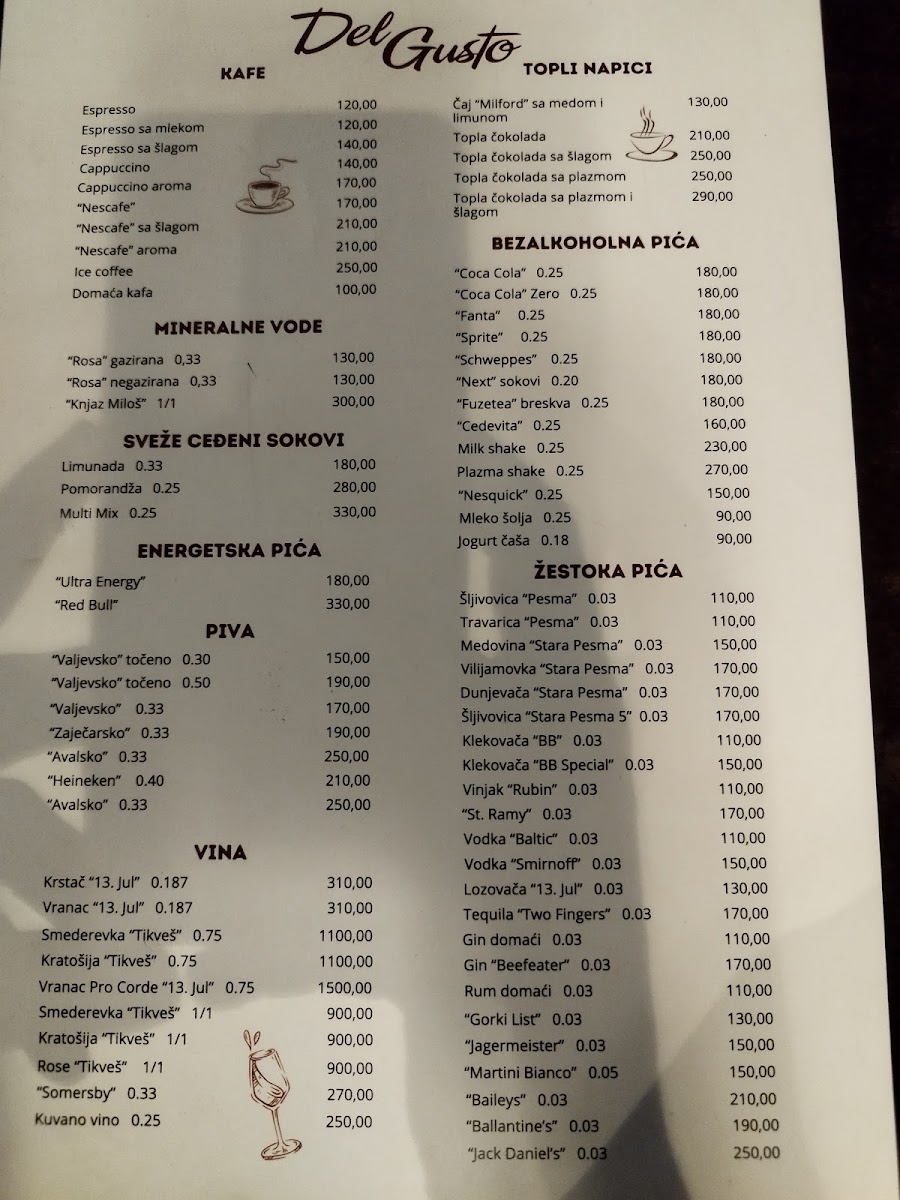 Del Gusto
KAFE
Espresso 120,00
Espresso sa mlekom 120,00
Espresso sa šlagom 140,00
Cappuccino 140,00
Cappuccino aroma 170,00
“Nescafe” 170,00
“Nescafe” sa šlagom 210,00
“Nescafe” aroma 210,00
Ice coffee 250,00
Domaća kafa 100,00
MINERALNE VODE
“Rosa” gazirana 0,33 130,00
“Rosa” negazirana 0,33 130,00
“Knjaz Miloš” 1/1 300,00
SVEŽE CEĐENI SOKOVI
Limunada 0.33 180,00
Pomorandža 0.25 280,00
Multi Mix 0.25 330,00
ENERGETSKA PIĆA
“Ultra Energy” 180,00
“Red Bull” 330,00
PIVA
“Valjevsko” točeno 0.30 150,00
“Valjevsko” točeno 0.50 190,00
“Valjevsko” 0.33 170,00
“Zaječarsko” 0.33 190,00
“Avalsko” 0.33 250,00
“Heineken” 0.40 210,00
“Avalsko” 0.33 250,00
VINA
Krstač “13. Jul” 0.187 310,00
Vranac “13. Jul” 0.187 310,00
Smederevka “Tikveš” 0.75 1100,00
Kratošija “Tikveš” 0.75 1100,00
Vranac Pro Corde “13. Jul” 0.75 1500,00
Smederevka “Tikveš” 1/1 900,00
Kratošija “Tikveš” 1/1 900,00
Rose “Tikveš” 1/1 900,00
“Somersby” 0.33 270,00
Kuvano vino 0.25 250,00
TOPLI NAPICI
Čaj “Milford” sa medom i 130,00
limunom
Topla čokolada 210,00
Topla čokolada sa šlagom 250,00
Topla čokolada sa plazmom 250,00
Topla čokolada sa plazmom i 290,00
šlagom
BEZALKOHOLNA PIĆA
“Coca Cola” 0.25 180,00
“Coca Cola” Zero 0.25 180,00
“Fanta” 0.25 180,00
“Sprite” 0.25 180,00
“Schweppes” 0.25 180,00
“Next” sokovi 0.20 180,00
“Fuzetea” breskva 0.25 180,00
“Cedevita” 0.25 160,00
Milk shake 0.25 230,00
Plazma shake 0.25 270,00
“Nesquick” 0.25 150,00
Mleko šolja 0.25 90,00
Jogurt čaša 0.18 90,00
ŽESTOKA PIĆA
Šljivovica “Pesma” 0.03 110,00
Travarica “Pesma” 0.03 110,00
Medovina “Stara Pesma” 0.03 150,00
Vilijamovka “Stara Pesma” 0.03 170,00
Dunjevača “Stara Pesma” 0.03 170,00
Šljivovica “Stara Pesma 5” 0.03 170,00
Klekovača “BB” 0.03 110,00
Klekovača “BB Special” 0.03 150,00
Vinjak “Rubin” 0.03 110,00
“St. Ramy” 0.03 170,00
Vodka “Baltic” 0.03 110,00
Vodka “Smirnoff” 0.03 150,00
Lozovača “13. Jul” 0.03 130,00
Tequila “Two Fingers” 0.03 170,00
Gin domaći 0.03 110,00
Gin “Beefeater” 0.03 170,00
Rum domaći 0.03 110,00
“Gorki List” 0.03 130,00
“Jagermeister” 0.03 150,00
“Martini Bianco” 0.05 150,00
“Baileys” 0.03 210,00
“Ballantine’s” 0.03 190,00
“Jack Daniel’s” 0.03 250,00